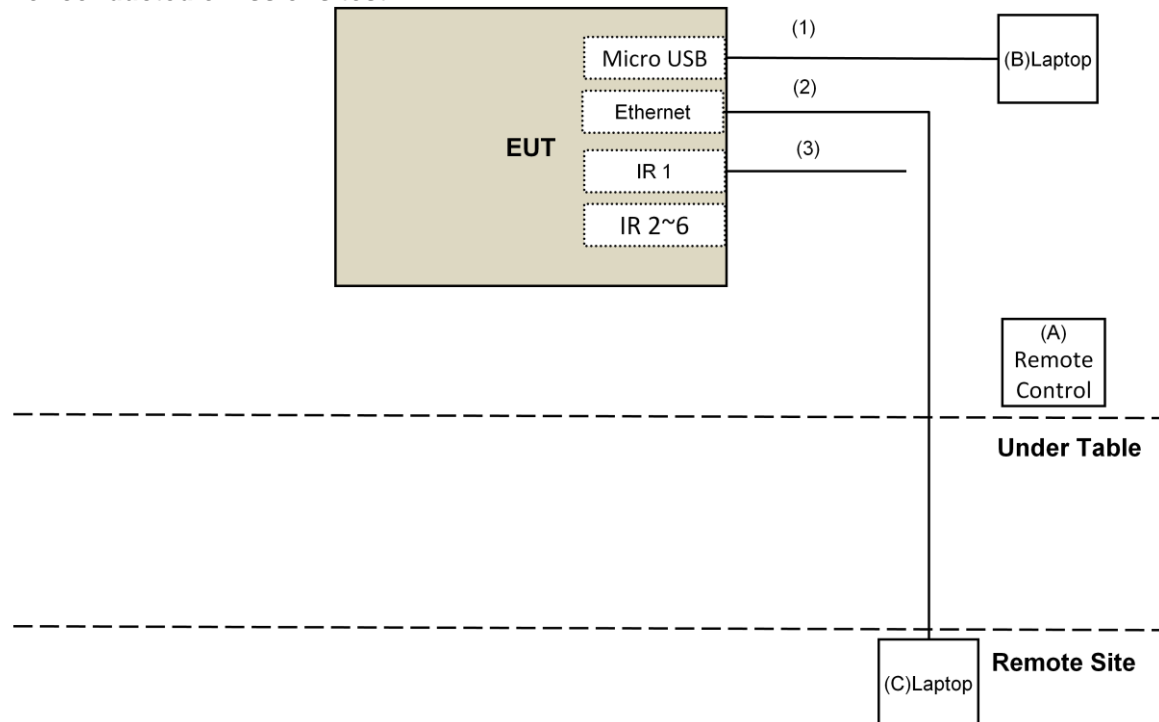 (1)
Micro USB
(B)Laptop
(2)
Ethernet
EUT
(3)
IR 1
IR 2~6
(A)
Remote
Control
Under Table
Remote Site
(C)Laptop